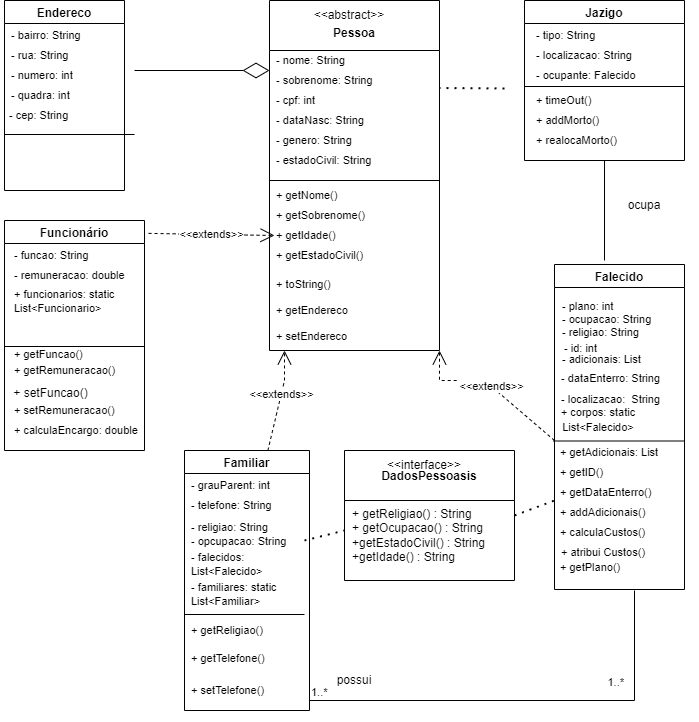 Endereco
- bairro: String
- rua: String
- numero: int
- quadra: int
- cep: String
<<abstract>>
Pessoa
- nome: String
- sobrenome: String
- cpf: int
- dataNasc: String
- genero: String
- estadoCivil: String
+ getNome()
+ getSobrenome()
+ getIdade()
+ getEstadoCivil()
+ toString()
+ getEndereco
+ setEndereco
Jazigo
- tipo: String
- localizacao: String
- ocupante: Falecido
+ timeOut()
+ addMorto()
+ realocaMorto()
ocupa
Funcionário
- funcao: String
- remuneracao: double
+ funcionarios: static
List<Funcionario>
+ getFuncao()
+ getRemuneracao()
+ setFuncao()
+ setRemuneracao()
+ calculaEncargo: double
<<extends>>
<<extends>>
<<extends>>
Falecido
- plano: int
- ocupacao: String
- religiao: String
- id: int
- adicionais: List
- dataEnterro: String
- localizacao: String
+ corpos: static
List<Falecido>
+ getAdicionais: List
+ getID()
+ getDataEnterro()
+ addAdicionais()
+ calculaCustos()
+ atribui Custos()
+ getPlano()
Familiar
- grauParent: int
- telefone: String
- religiao: String
- opcupacao: String
- falecidos:
List<Falecido>
- familiares: static
List<Familiar>
+ getReligiao()
+ getTelefone()
+ setTelefone()
<<interface>>
DadosPessoasis
+ getReligiao() : String
+ getOcupacao() : String
+getEstadoCivil() : String
+getIdade() : String
possui
1..*
1..*